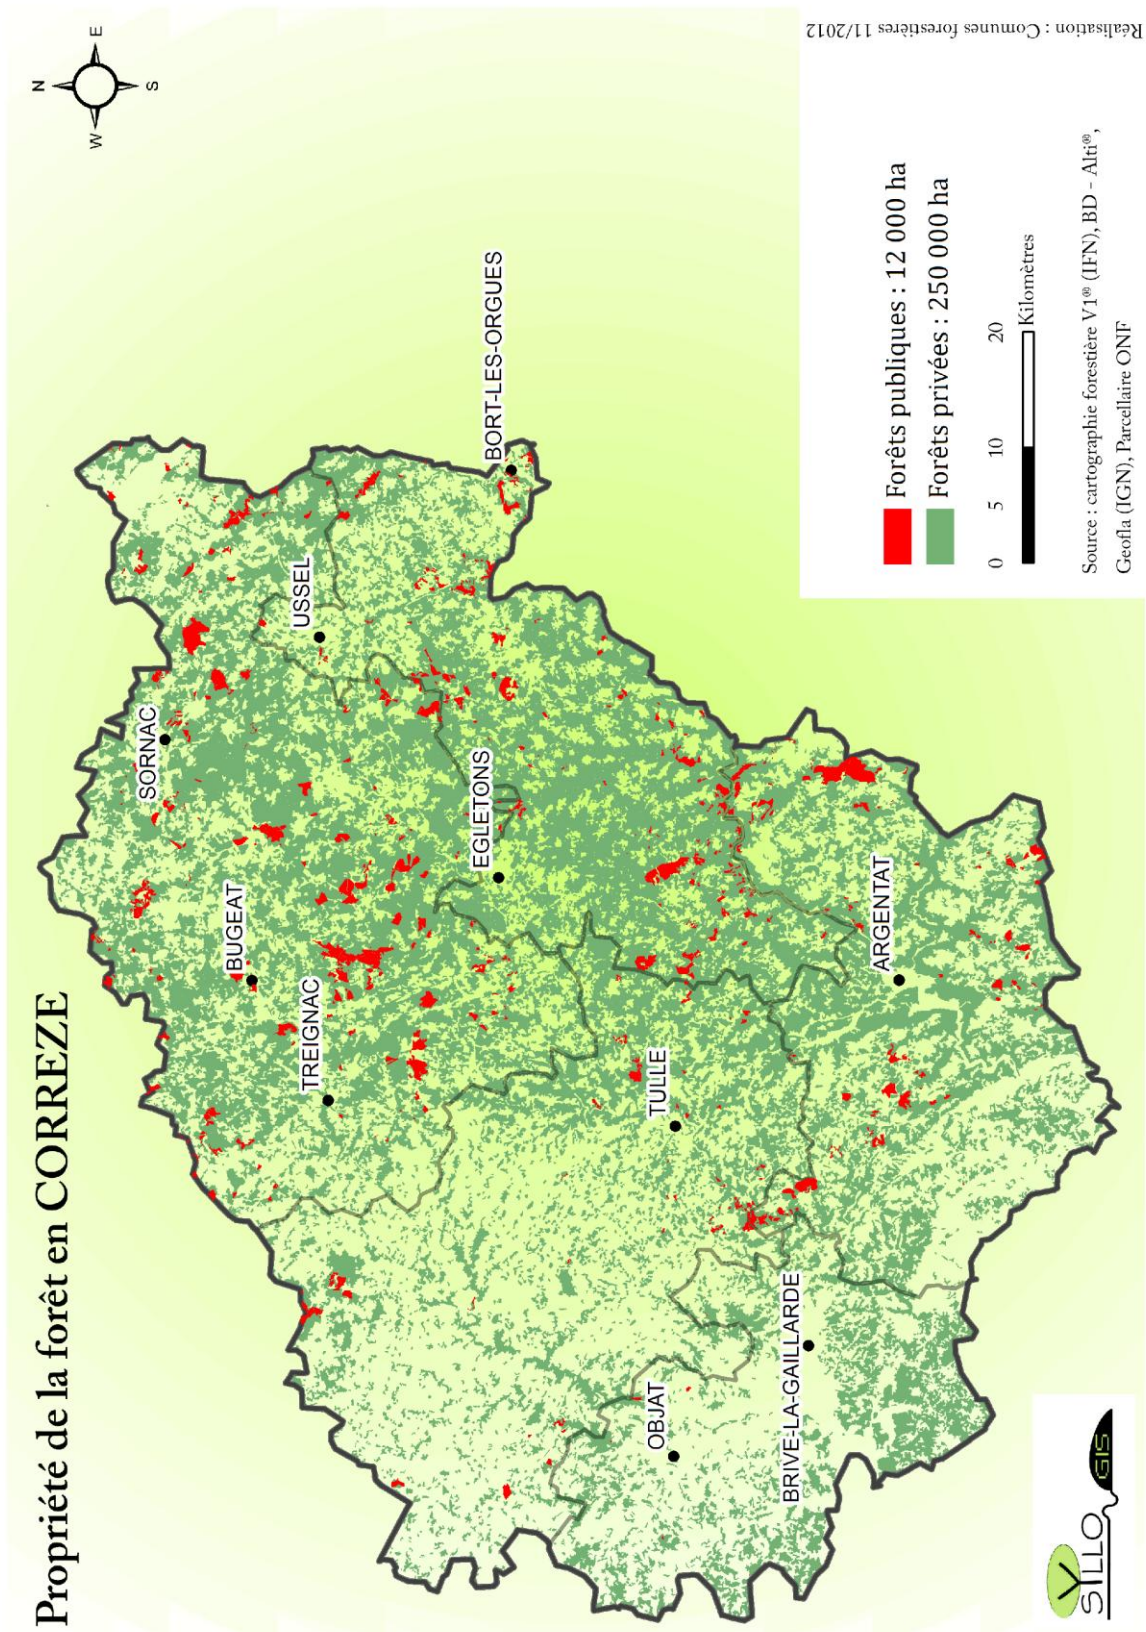 Propriété de la forêt en CORREZE
N
W
E
S
SORNAC
BUGEAT
USSEL
TREIGNAC
EGLETONS
BORT-LES-ORGUES
TULLE
OBJAT
BRIVE-LA-GAILLARDE
ARGENTAT
Forêts publiques : 12 000 ha
Forêts privées : 250 000 ha
0 5 10 20
Kilomètres
Source : cartographie forestière V1® (IFN), BD - Alti®,
Geofla (IGN), Parcellaire ONF
Réalisation : Comunes forestières 11/2012
SYLLO GIS